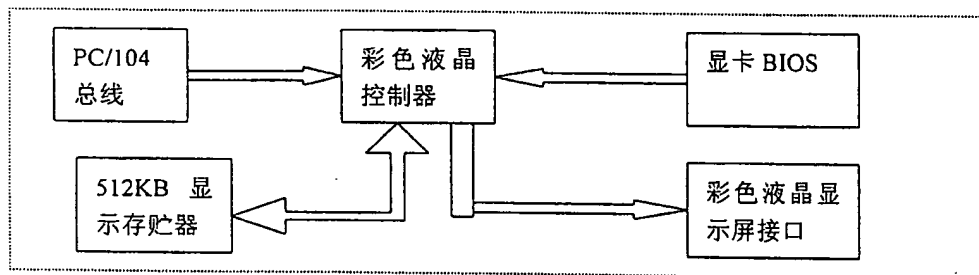 PC/104
总线
彩色液晶
控制器
显卡 BIOS
512KB 显
示存贮器
彩色液晶显
示屏接口